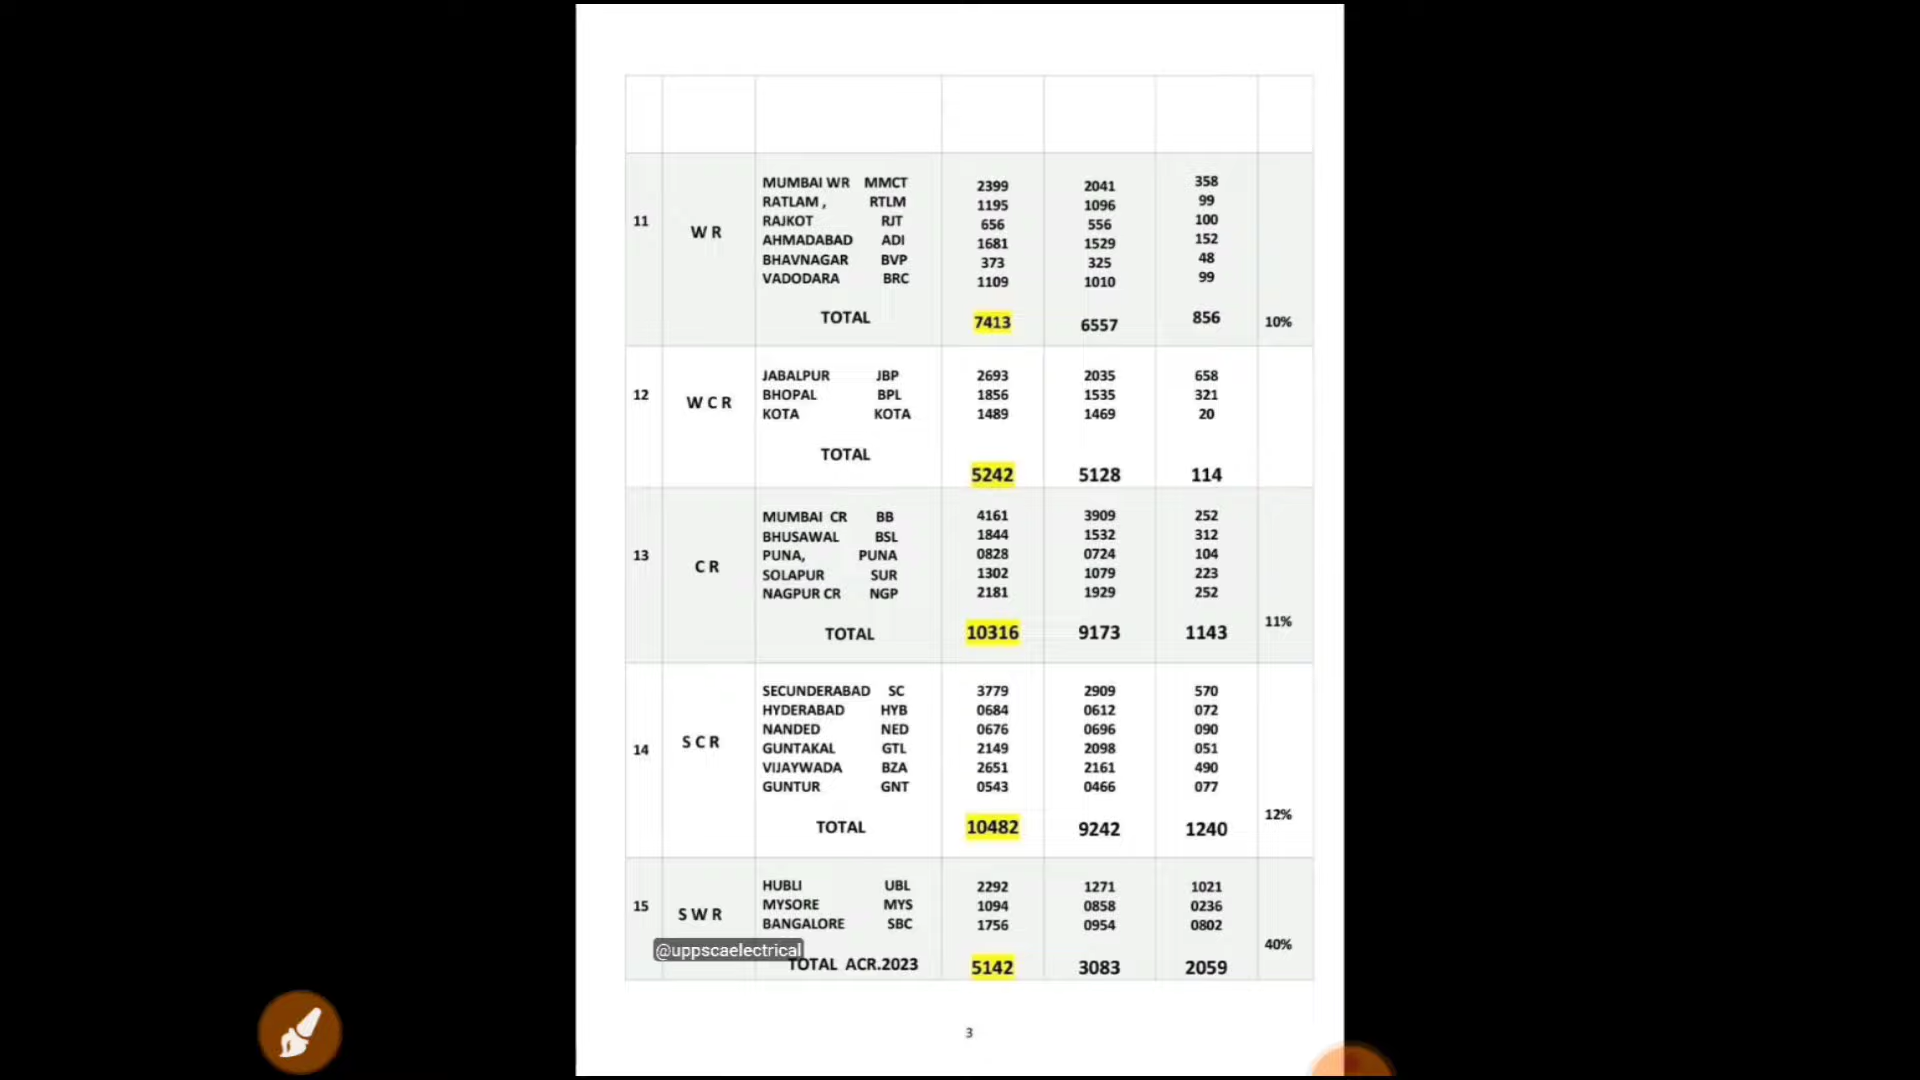 11 W R MUMBAI WR MMCT 2399 2041 358
RATLAM , RTLM 1195 1096 99
RAJKOT RJT 656 556 100
AHMADABAD ADI 1681 1529 152
BHAVNAGAR BVP 373 325 48
VADODARA BRC 1109 1010 99
TOTAL 7413 6557 856 10%
12 W C R JABALPUR JBP 2693 2035 658
BHOPAL BPL 1856 1535 321
KOTA KOTA 1489 1469 20
TOTAL 5242 5128 114
13 C R MUMBAI CR BB 4161 3909 252
BHUSAWAL BSL 1844 1532 312
PUNA, PUNA 0828 0724 104
SOLAPUR SUR 1302 1079 223
NAGPUR CR NGP 2181 1929 252
TOTAL 10316 9173 1143 11%
14 S C R SECUNDERABAD SC 3779 2909 570
HYDERABAD HYB 0684 0612 072
NANDED NED 0676 0696 090
GUNTAKAL GTL 2149 2098 051
VIJAYWADA BZA 2651 2161 490
GUNTUR GNT 0543 0466 077
TOTAL 10482 9242 1240 12%
15 S W R HUBLI UBL 2292 1271 1021
MYSORE MYS 1094 0858 0236
BANGALORE SBC 1756 0954 0802
@uppscaelectrical
TOTAL ACR.2023 5142 3083 2059 40%
3